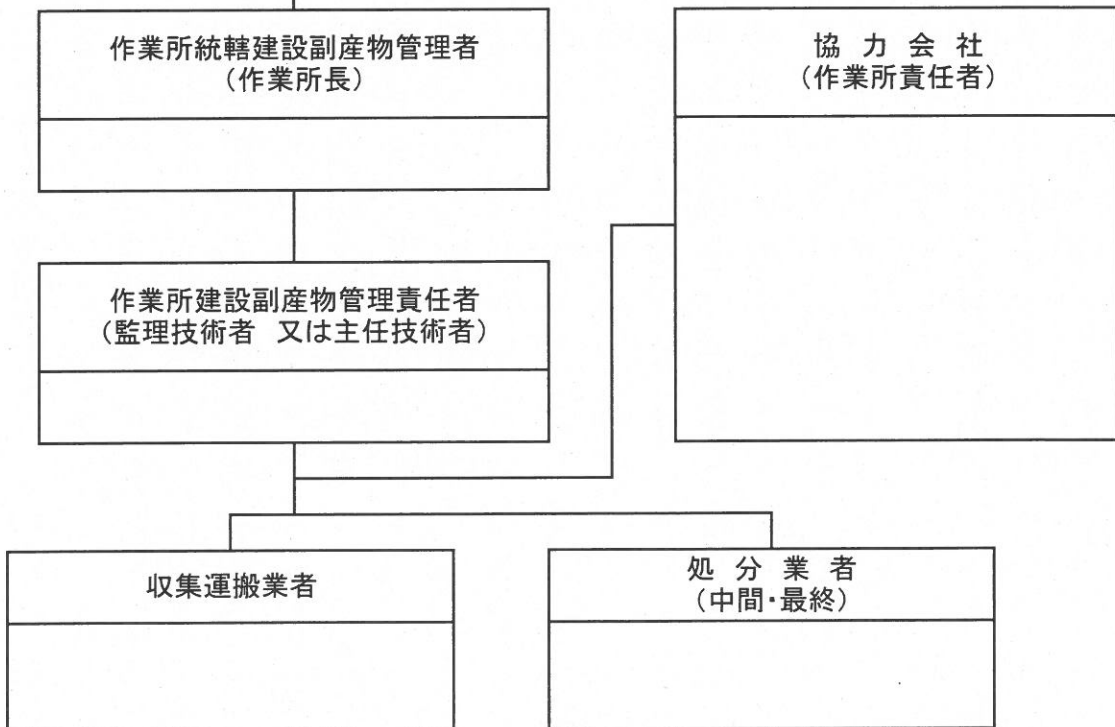 作業所統轄建設副産物管理者
（作業所長）
協 力 会 社
（作業所責任者）
作業所建設副産物管理責任者
（監理技術者　又は主任技術者）
収集運搬業者
処 分 業 者
（中間・最終）